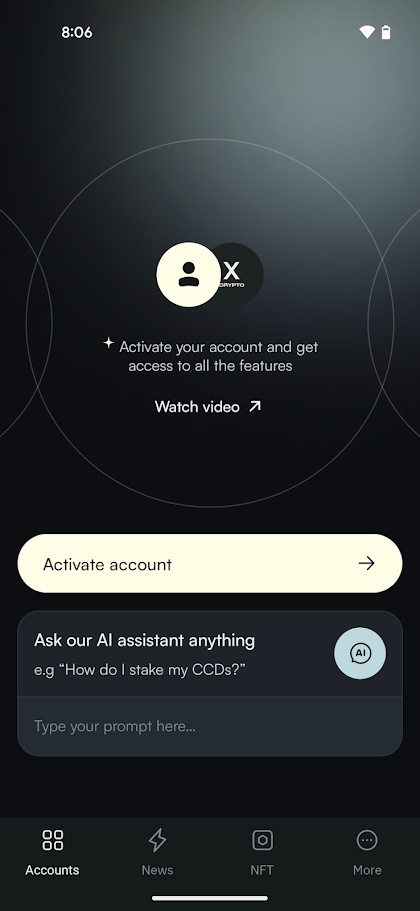 8:06
X
CRYPTO
Activate your account and get
access to all the features
Watch video
Activate account
Ask our AI assistant anything
e.g “How do I stake my CCDs?”
AI
Type your prompt here...
Accounts
News
NFT
More